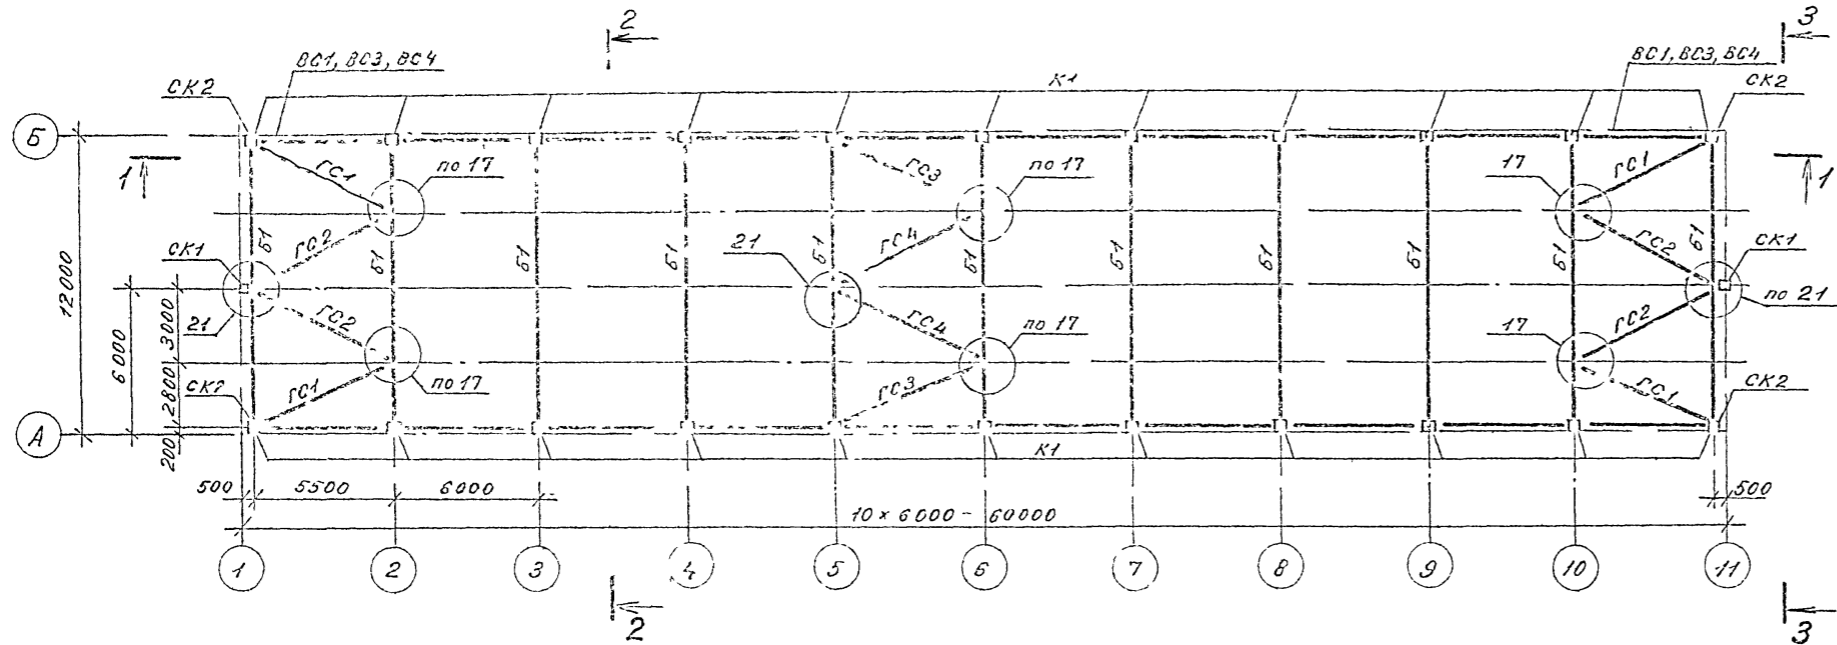 2
3
ВС1, ВС3, ВС4
К1
ВС1, ВС3, ВС4
СК2
СК2
Б
1
1
ГС1
по 17
ГС3
по 17
17
ГС1
Б1
ГС2
Б1
Б1
Б1
21
Б1
ГС4
Б1
Б1
Б1
Б1
Б1
ГС2
Б1
СК1
СК1
12000
6000
3000
2800
200
21
ГС2
ГС4
по 17
17
ГС2
по 21
СК2
ГС1
по 17
ГС3
ГС1
СК2
А
К1
500
5500
6000
500
10 × 6000 - 60000
1
2
3
4
5
6
7
8
9
10
11
2
3